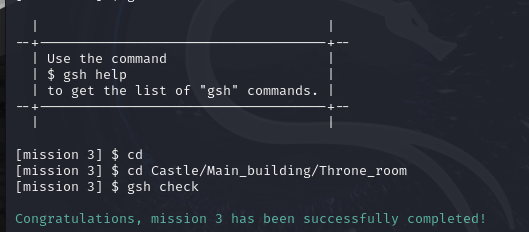 Use the command
$ gsh help
to get the list of "gsh" commands.
[mission 3] $ cd
[mission 3] $ cd Castle/Main_building/Throne_room
[mission 3] $ gsh check
Congratulations, mission 3 has been successfully completed!